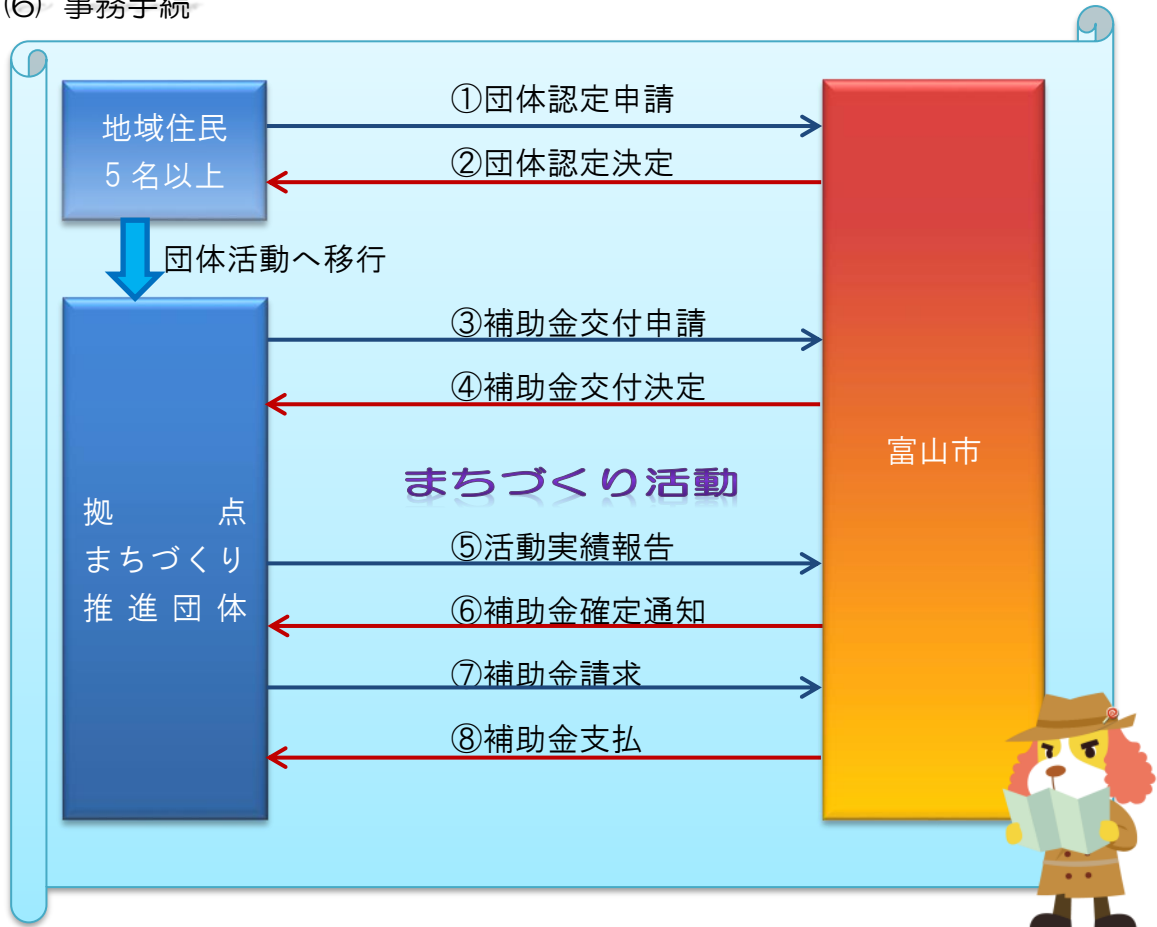 ⑹ 事務手続
①団体認定申請
地域住民
5名以上
②団体認定決定
団体活動へ移行
③補助金交付申請
④補助金交付決定
富山市
まちづくり活動
拠点
まちづくり
推進団体
⑤活動実績報告
⑥補助金確定通知
⑦補助金請求
⑧補助金支払